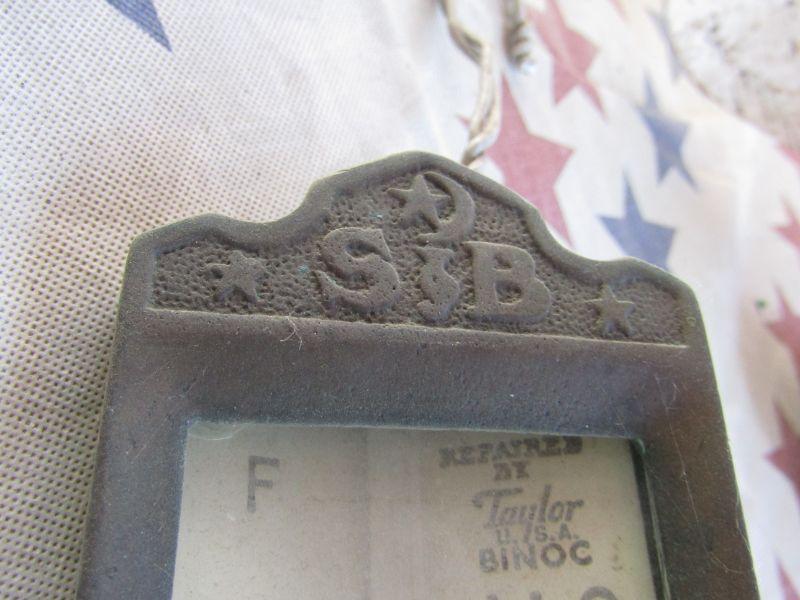 S B
F
REPAIRED
BY
Taylor
U.S.A.
BINOC